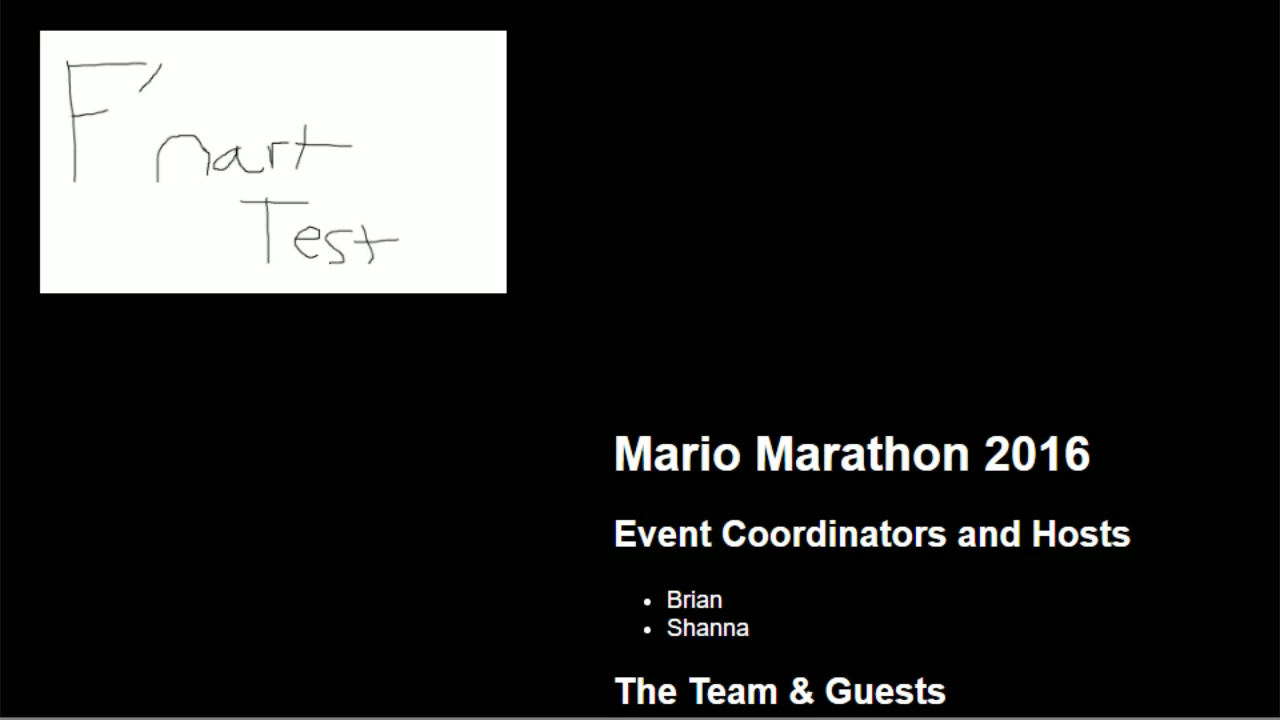 F'nart
Test
Mario Marathon 2016
Event Coordinators and Hosts
• Brian
• Shanna
The Team & Guests